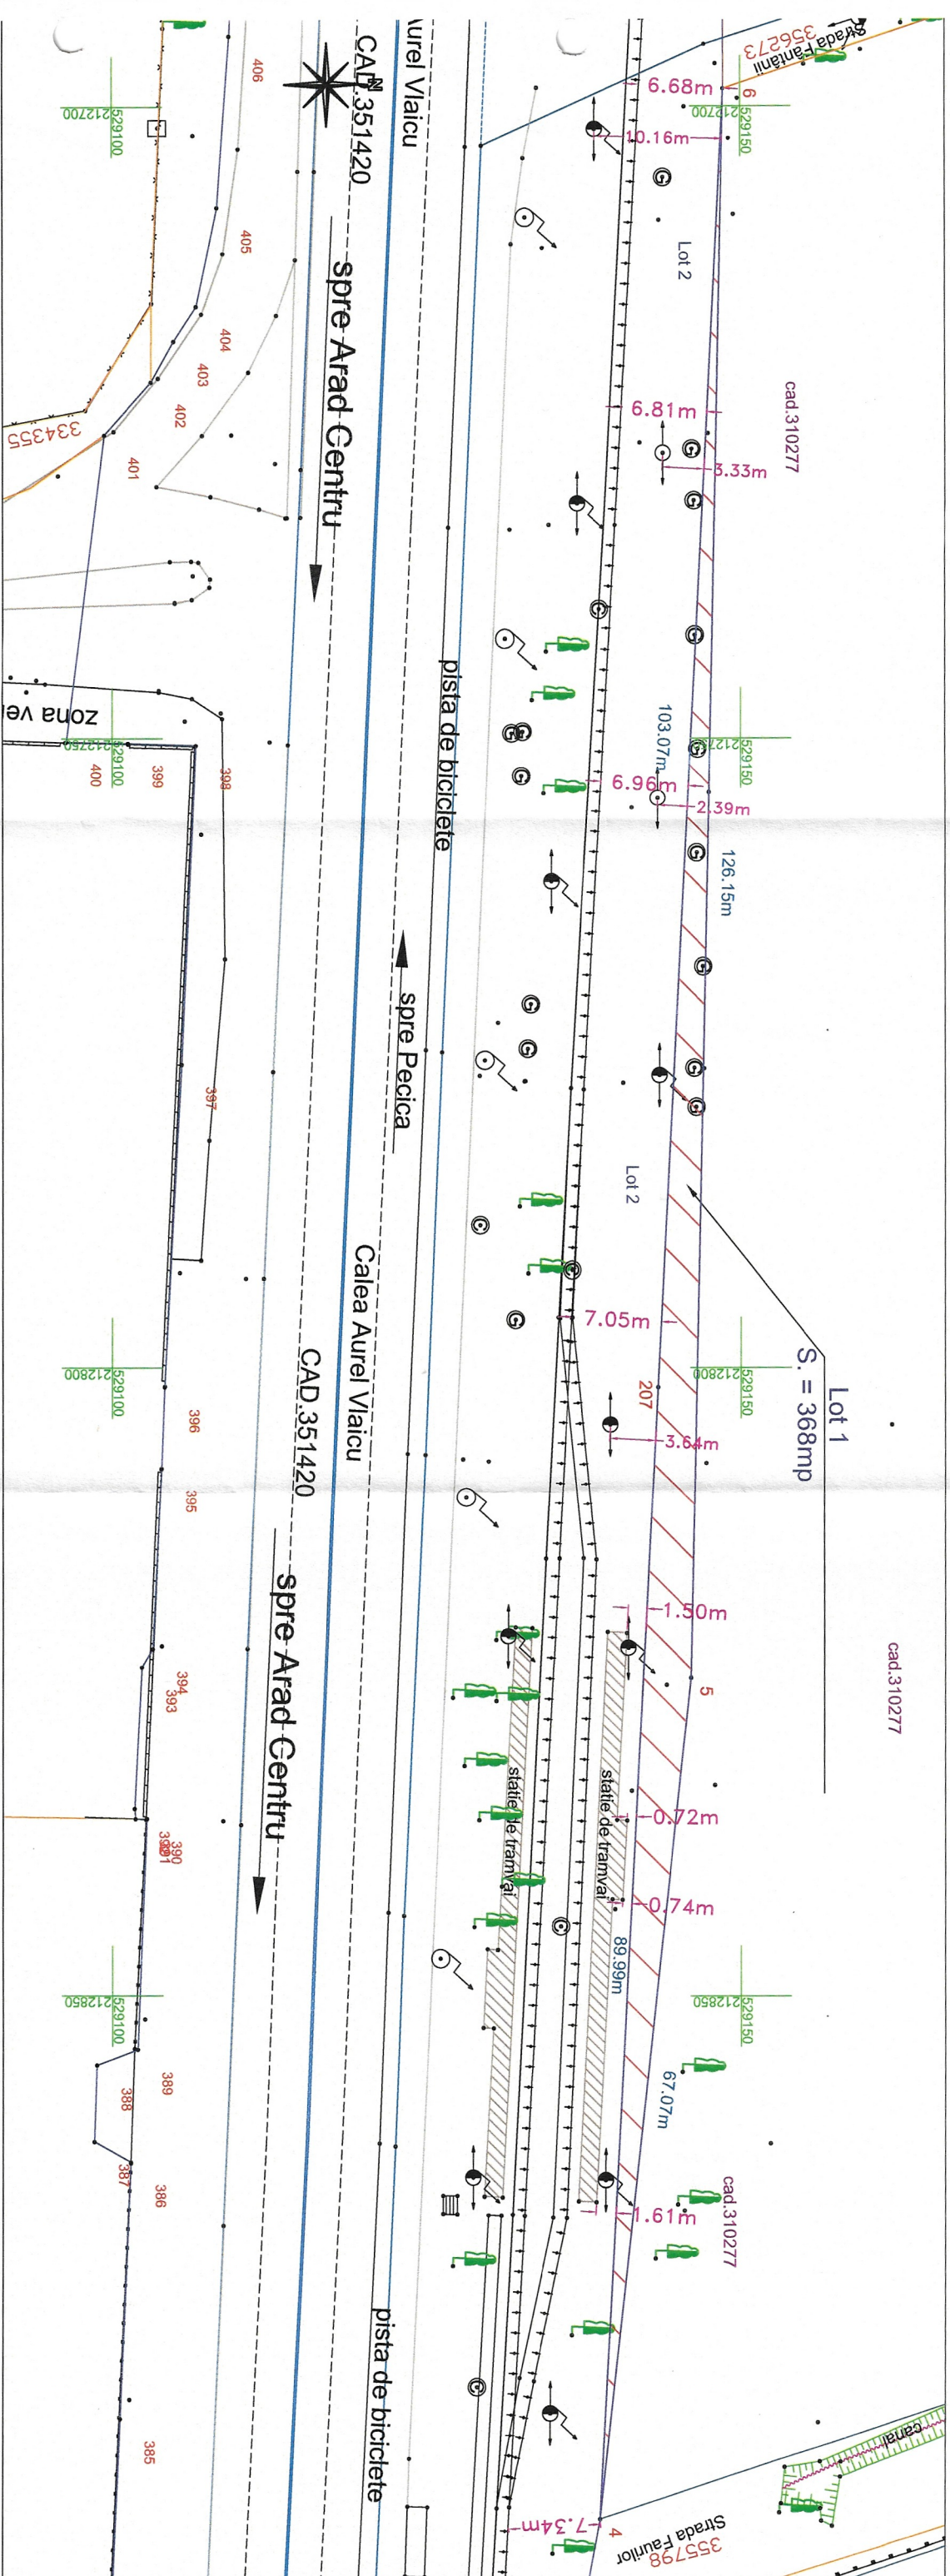 Strada Fântânii
356273
Aurel Vlaicu
CAD.351420
N
spre Arad Centru
406
405
404
403
402
401
334355
212700
529100
212700
529150
6
6.68m
10.16m
Lot 2
6.81m
3.33m
cad.310277
zona ver
212750
529100
529150
400
399
398
397
pista de biciclete
103.07m
6.96m
2.39m
126.15m
spre Pecica
Lot 2
Calea Aurel Vlaicu
CAD.351420
7.05m
207
3.64m
212800
529100
212800
529150
Lot 1
S. = 368mp
396
395
394
393
390
spre Arad Centru
1.50m
5
cad.310277
statie de tramvai
statie de tramvai
0.72m
0.74m
89.99m
212850
529100
212850
529150
67.07m
389
388
387
386
385
1.61m
cad.310277
pista de biciclete
canal
7.34m
4
Strada Faurilor
355798